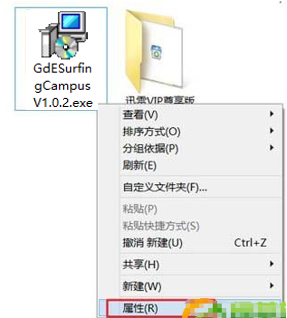 GdESurfin
gCampus
V1.0.2.exe
迅雷VIP尊享版
查看(V)
排序方式(O)
分组依据(P)
刷新(E)
自定义文件夹(F)...
粘贴(P)
粘贴快捷方式(S)
撤消 新建(U) Ctrl+Z
共享(H)
新建(W)
属性(R)